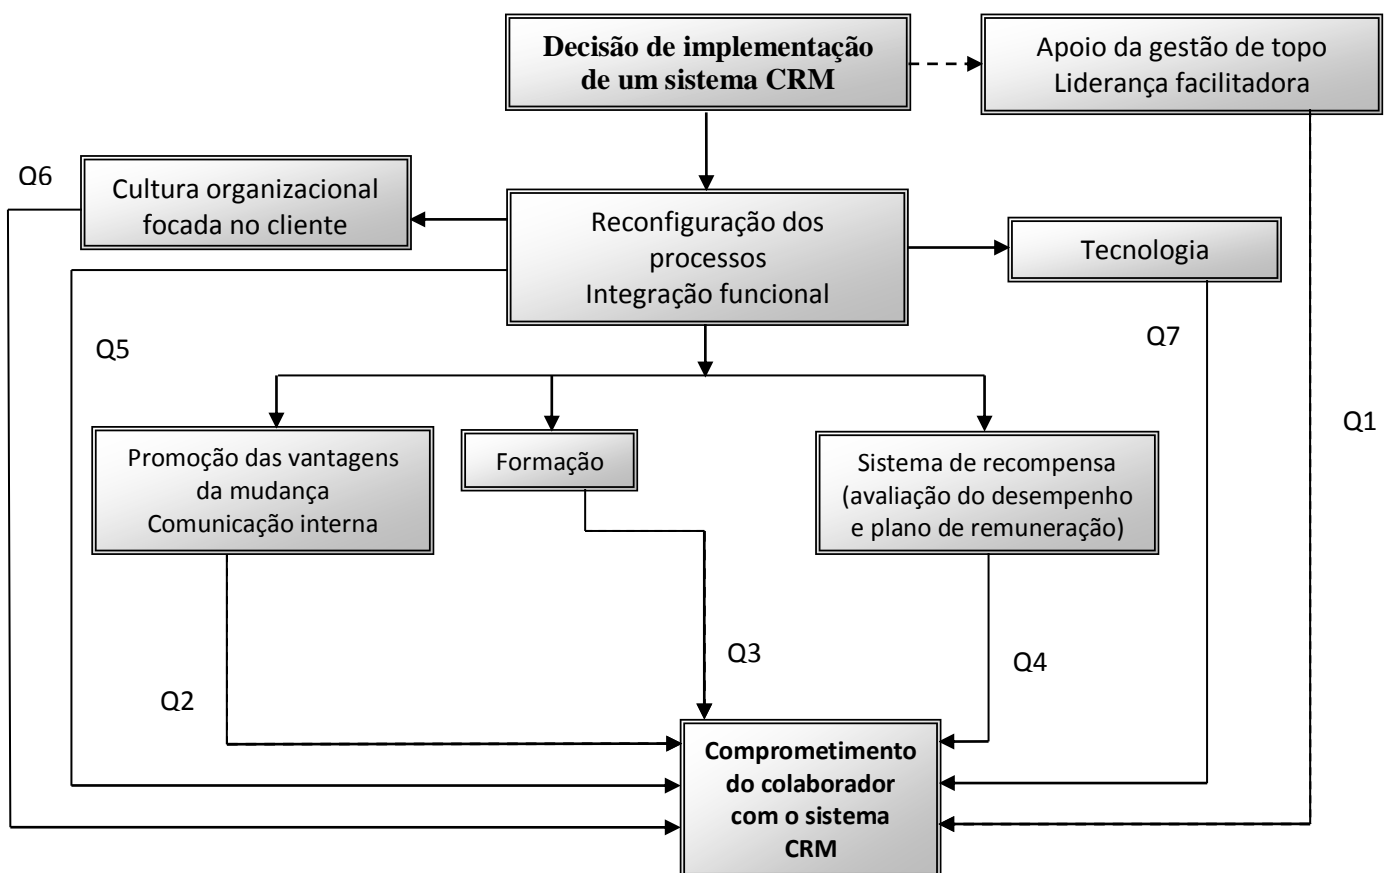 Decisão de implementação
de um sistema CRM
Apoio da gestão de topo
Liderança facilitadora
Q6
Cultura organizacional
focada no cliente
Reconfiguração dos
processos
Integração funcional
Tecnologia
Q5
Q7
Q1
Promoção das vantagens
da mudança
Comunicação interna
Formação
Sistema de recompensa
(avaliação do desempenho
e plano de remuneração)
Q2
Q3
Q4
Comprometimento
do colaborador
com o sistema
CRM